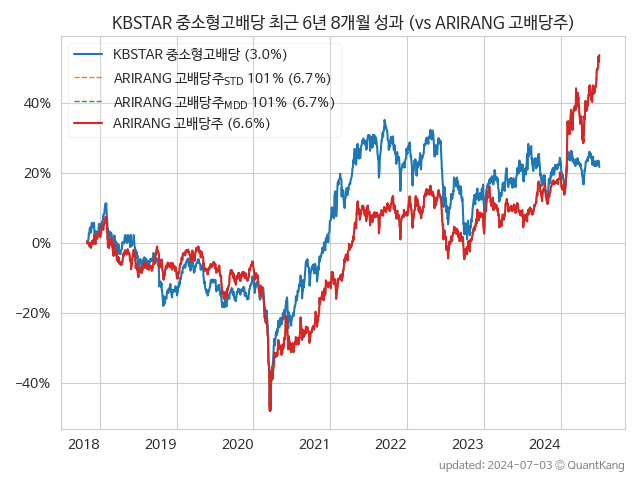 KBSTAR 중소형고배당 최근 6년 8개월 성과 (vs ARIRANG 고배당주)
KBSTAR 중소형고배당 (3.0%)
ARIRANG 고배당주STD 101% (6.7%)
ARIRANG 고배당주MDD 101% (6.7%)
ARIRANG 고배당주 (6.6%)
40%
20%
0%
−20%
−40%
2018 2019 2020 2021 2022 2023 2024
updated: 2024-07-03 © QuantKang